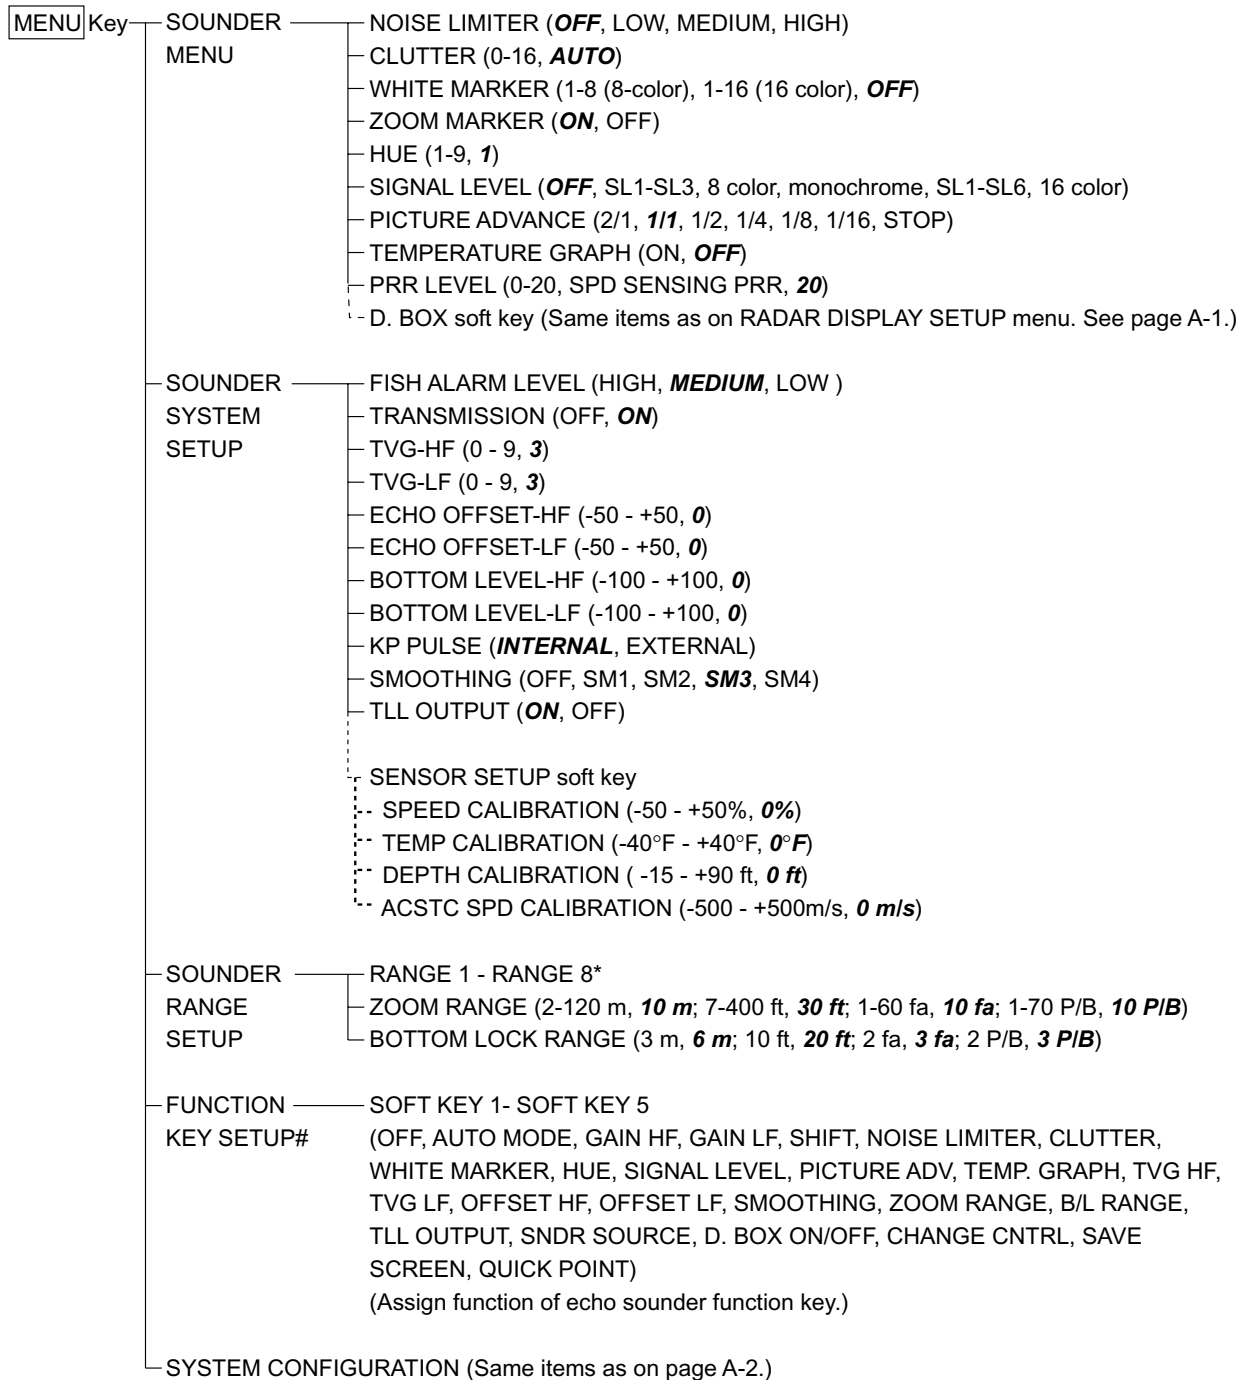 MENU Key SOUNDER NOISE LIMITER (OFF, LOW, MEDIUM, HIGH)
MENU CLUTTER (0-16, AUTO)
WHITE MARKER (1-8 (8-color), 1-16 (16 color), OFF)
ZOOM MARKER (ON, OFF)
HUE (1-9, 1)
SIGNAL LEVEL (OFF, SL1-SL3, 8 color, monochrome, SL1-SL6, 16 color)
PICTURE ADVANCE (2/1, 1/1, 1/2, 1/4, 1/8, 1/16, STOP)
TEMPERATURE GRAPH (ON, OFF)
PRR LEVEL (0-20, SPD SENSING PRR, 20)
D. BOX soft key (Same items as on RADAR DISPLAY SETUP menu. See page A-1.)
SOUNDER FISH ALARM LEVEL (HIGH, MEDIUM, LOW )
SYSTEM TRANSMISSION (OFF, ON)
SETUP TVG-HF (0 - 9, 3)
TVG-LF (0 - 9, 3)
ECHO OFFSET-HF (-50 - +50, 0)
ECHO OFFSET-LF (-50 - +50, 0)
BOTTOM LEVEL-HF (-100 - +100, 0)
BOTTOM LEVEL-LF (-100 - +100, 0)
KP PULSE (INTERNAL, EXTERNAL)
SMOOTHING (OFF, SM1, SM2, SM3, SM4)
TLL OUTPUT (ON, OFF)
SENSOR SETUP soft key
SPEED CALIBRATION (-50 - +50%, 0%)
TEMP CALIBRATION (-40°F - +40°F, 0°F)
DEPTH CALIBRATION ( -15 - +90 ft, 0 ft)
ACSTC SPD CALIBRATION (-500 - +500m/s, 0 m/s)
SOUNDER RANGE 1 - RANGE 8*
RANGE ZOOM RANGE (2-120 m, 10 m; 7-400 ft, 30 ft; 1-60 fa, 10 fa; 1-70 P/B, 10 P/B)
SETUP BOTTOM LOCK RANGE (3 m, 6 m; 10 ft, 20 ft; 2 fa, 3 fa; 2 P/B, 3 P/B)
FUNCTION SOFT KEY 1- SOFT KEY 5
KEY SETUP# (OFF, AUTO MODE, GAIN HF, GAIN LF, SHIFT, NOISE LIMITER, CLUTTER,
WHITE MARKER, HUE, SIGNAL LEVEL, PICTURE ADV, TEMP. GRAPH, TVG HF,
TVG LF, OFFSET HF, OFFSET LF, SMOOTHING, ZOOM RANGE, B/L RANGE,
TLL OUTPUT, SNDR SOURCE, D. BOX ON/OFF, CHANGE CNTRL, SAVE
SCREEN, QUICK POINT)
(Assign function of echo sounder function key.)
SYSTEM CONFIGURATION (Same items as on page A-2.)